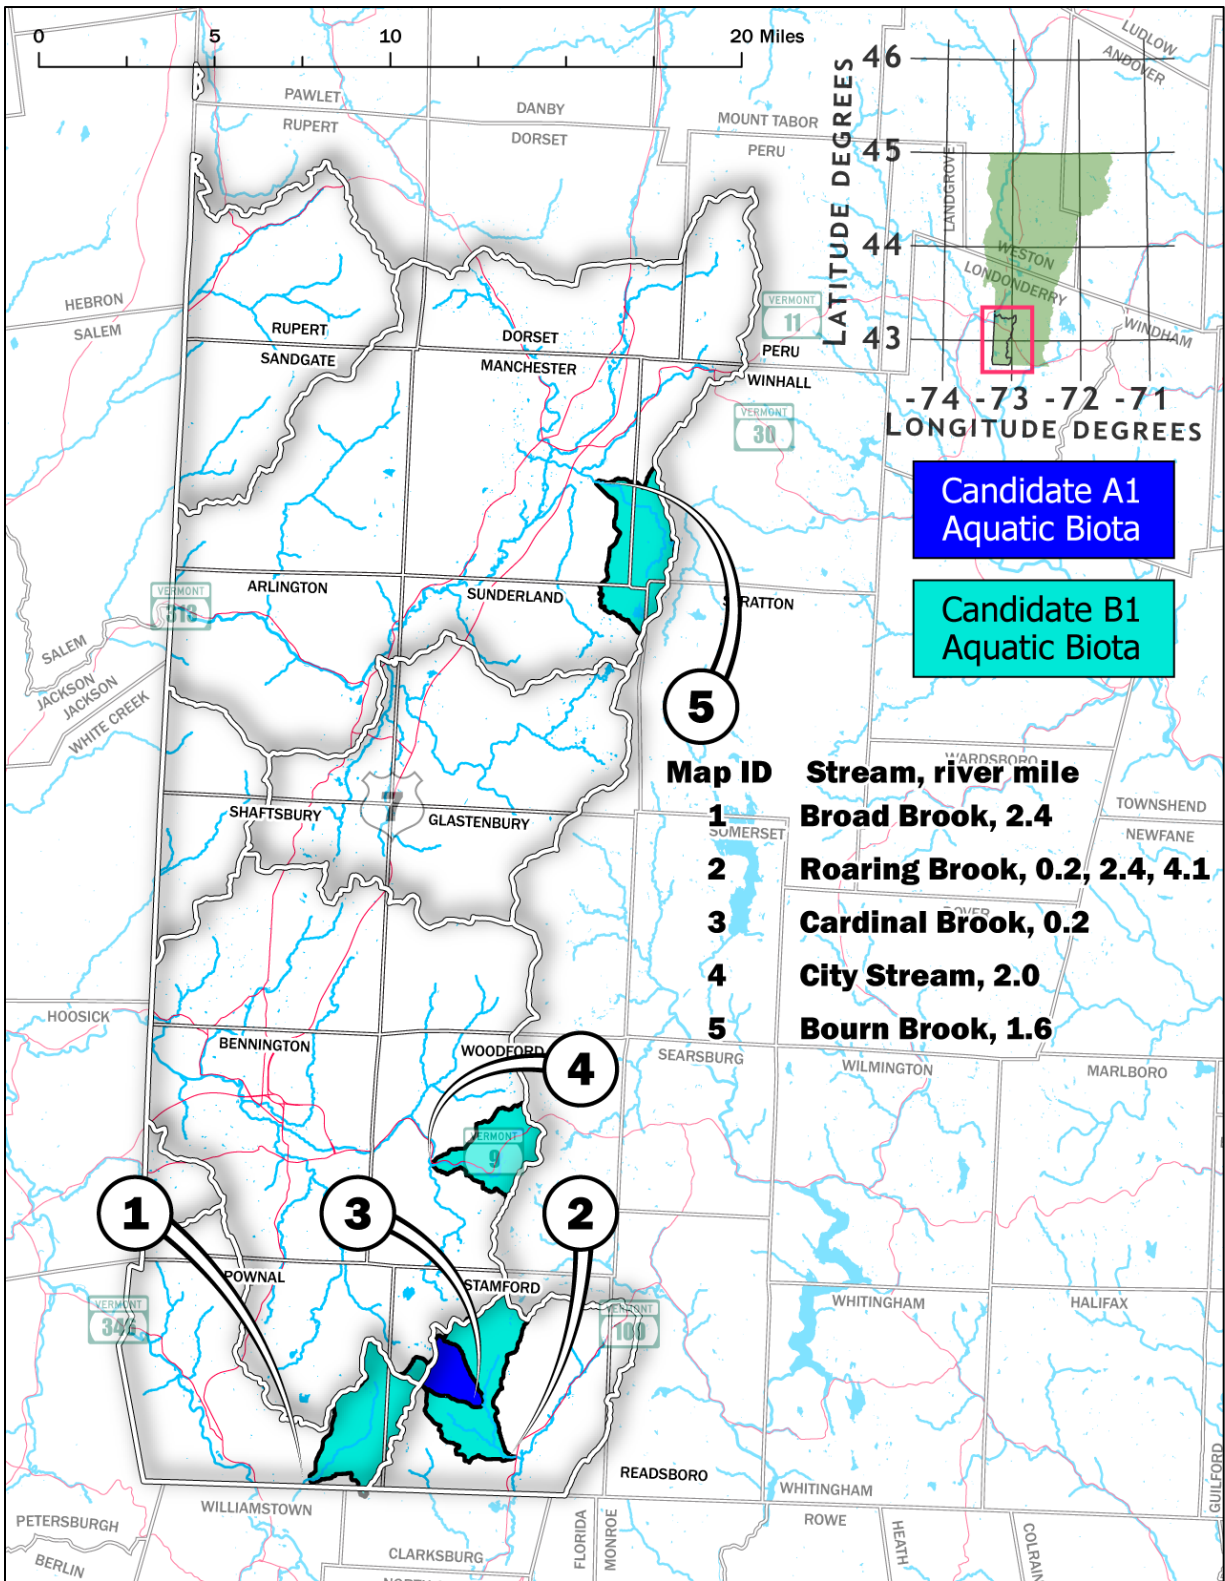 0 5 10 20 Miles
LUDLOW
ANDOVER
PAWLET
DANBY
MOUNT TABOR
RUPERT
DORSET
PERU
LANDGROVE
LATITUDE DEGREES
46
45
44
43
WESTON
LONDONDERRY
WINDHAM
-74 -73 -72 -71
LONGITUDE DEGREES
HEBRON
SALEM
RUPERT
SANDGATE
DORSET
MANCHESTER
VERMONT
11
PERU
WINHALL
VERMONT
30
Candidate A1
Aquatic Biota
Candidate B1
Aquatic Biota
VERMONT
313
ARLINGTON
SUNDERLAND
STRATTON
SALEM
JACKSON
JACKSON
WHITE CREEK
5
WARDSBORO
Map ID Stream, river mile
1 Broad Brook, 2.4
2 Roaring Brook, 0.2, 2.4, 4.1
3 Cardinal Brook, 0.2
4 City Stream, 2.0
5 Bourn Brook, 1.6
TOWNSHEND
NEWFANE
SOMERSET
DOVER
SHAFTSBURY
7
GLASTENBURY
HOOSICK
BENNINGTON
WOODFORD
4
SEARSBURG
WILMINGTON
MARLBORO
VERMONT
9
1
3
2
POWNAL
STAMFORD
VERMONT
346
VERMONT
100
WHITINGHAM
HALIFAX
READSBORO
WHITINGHAM
GUILFORD
WILLIAMSTOWN
PETERSBURGH
BERLIN
CLARKSBURG
FLORIDA
MONROE
ROWE
HEATH
COLRAIN